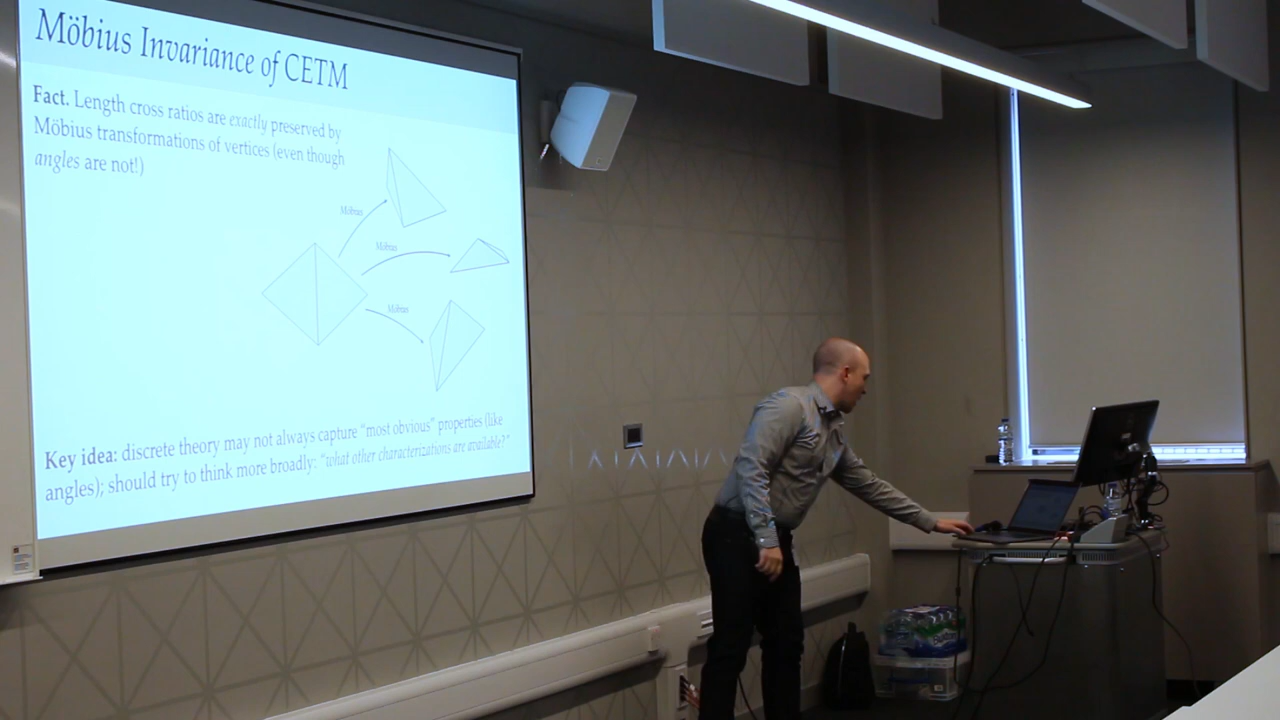 Möbius Invariance of CETM
Fact. Length cross ratios are exactly preserved by
Möbius transformations of vertices (even though
angles are not!)
Möbius
Möbius
Möbius
Key idea: discrete theory may not always capture "most obvious" properties (like
angles); should try to think more broadly: "what other characterizations are available?"